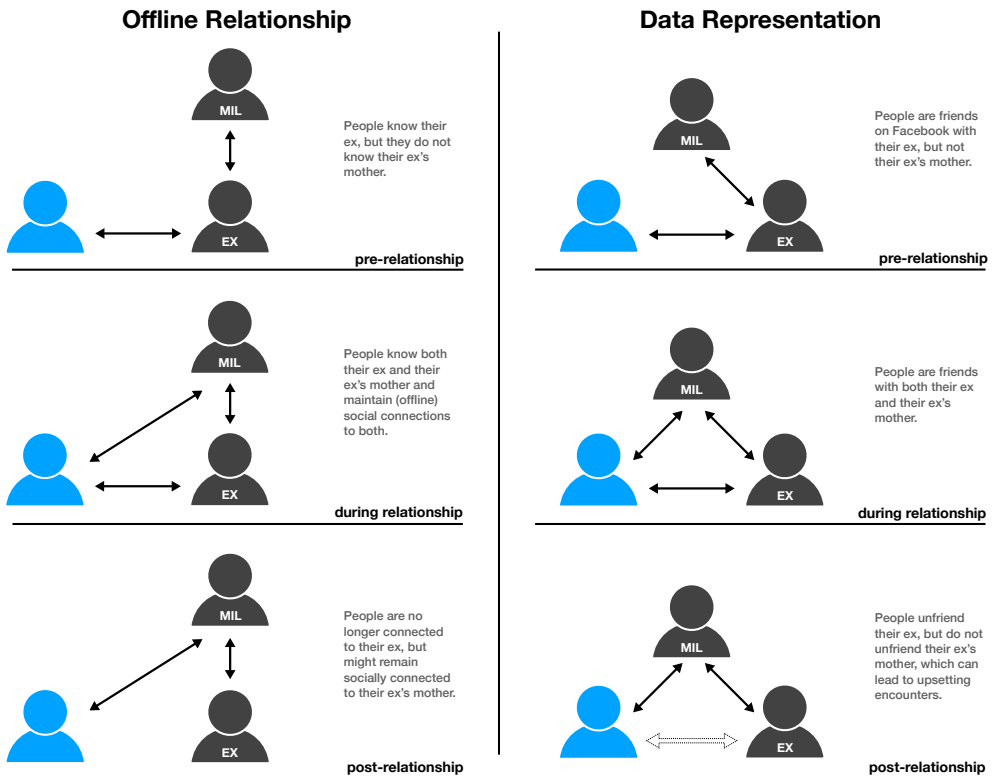 Offline Relationship
MIL
People know their
ex, but they do not
know their ex's
mother.
EX
pre-relationship
MIL
People know both
their ex and their
ex's mother and
maintain (offline)
social connections
to both.
EX
during relationship
MIL
People are no
longer connected
to their ex, but
might remain
socially connected
to their ex's mother.
EX
post-relationship
Data Representation
MIL
People are friends
on Facebook with
their ex, but not
their ex's mother.
EX
pre-relationship
MIL
People are friends
with both their ex
and their ex's
mother.
EX
during relationship
MIL
People unfriend
their ex, but do not
unfriend their ex's
mother, which can
lead to upsetting
encounters.
EX
post-relationship